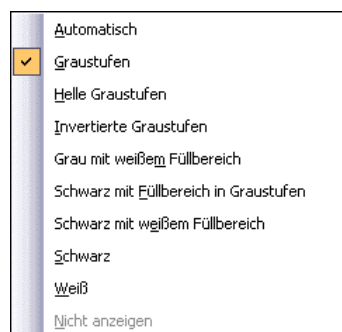 Automatisch
Graustufen
Helle Graustufen
Invertierte Graustufen
Grau mit weißem Füllbereich
Schwarz mit Füllbereich in Graustufen
Schwarz mit weißem Füllbereich
Schwarz
Weiß
Nicht anzeigen